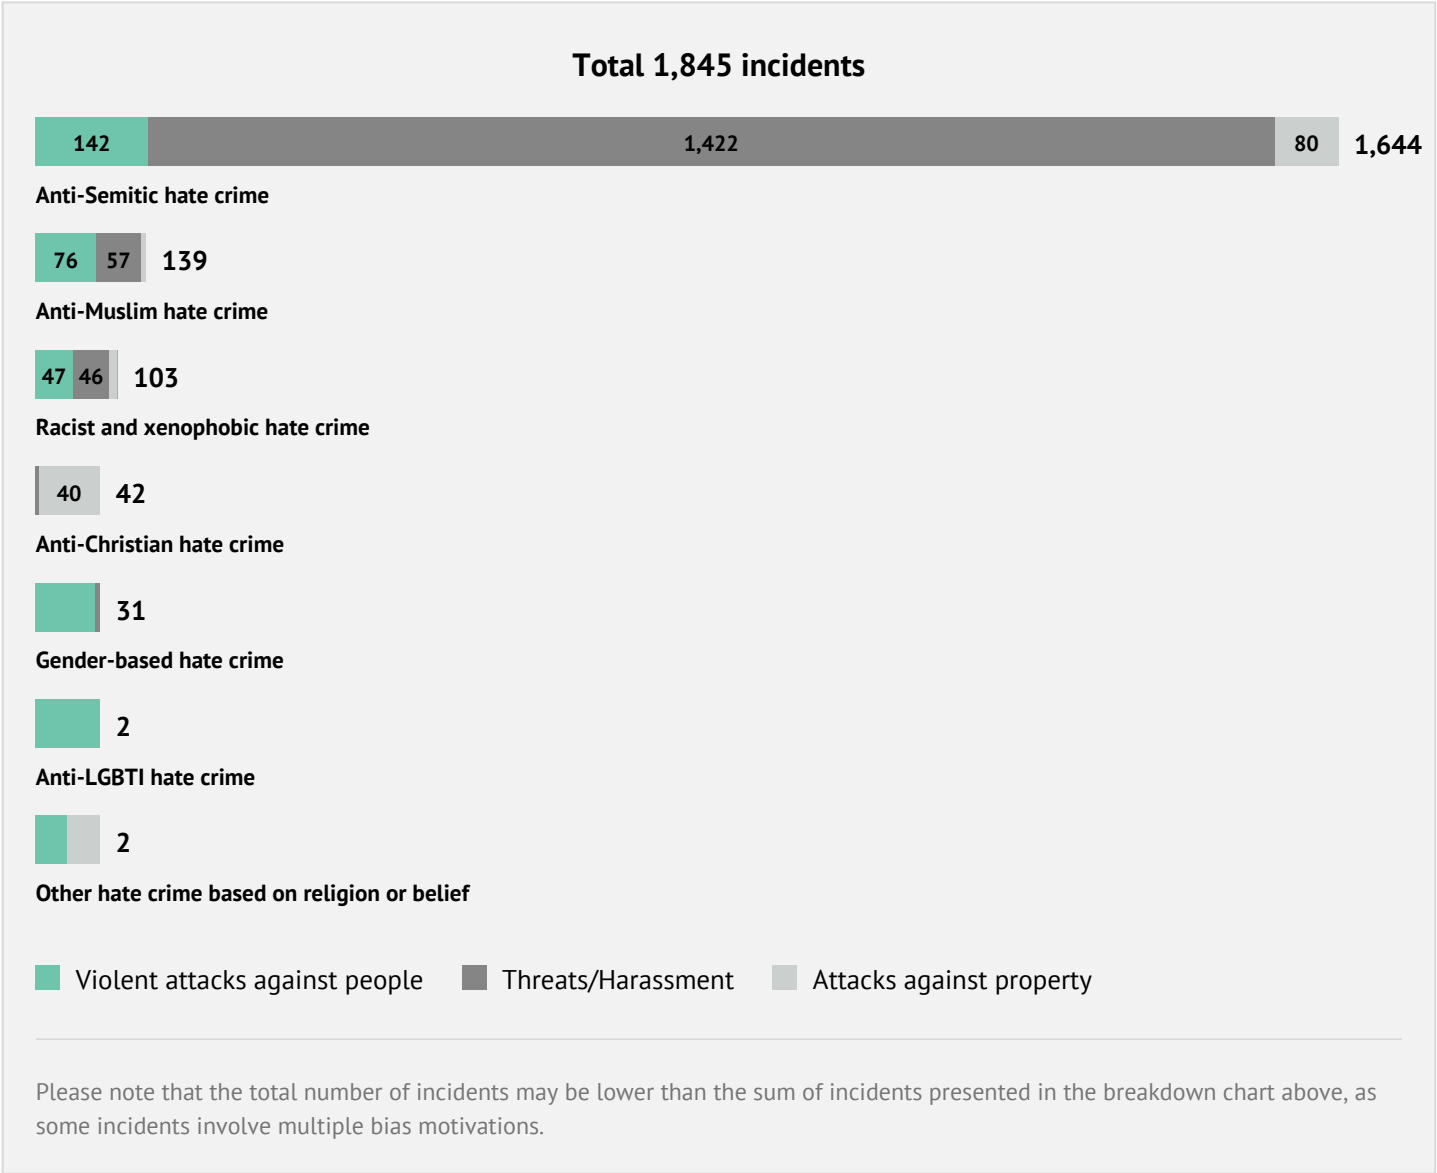 Total 1,845 incidents
142 1,422 80 1,644
Anti-Semitic hate crime
76 57 139
Anti-Muslim hate crime
47 46 103
Racist and xenophobic hate crime
40 42
Anti-Christian hate crime
31
Gender-based hate crime
2
Anti-LGBTI hate crime
2
Other hate crime based on religion or belief
Violent attacks against people Threats/Harassment Attacks against property
Please note that the total number of incidents may be lower than the sum of incidents presented in the breakdown chart above, as
some incidents involve multiple bias motivations.